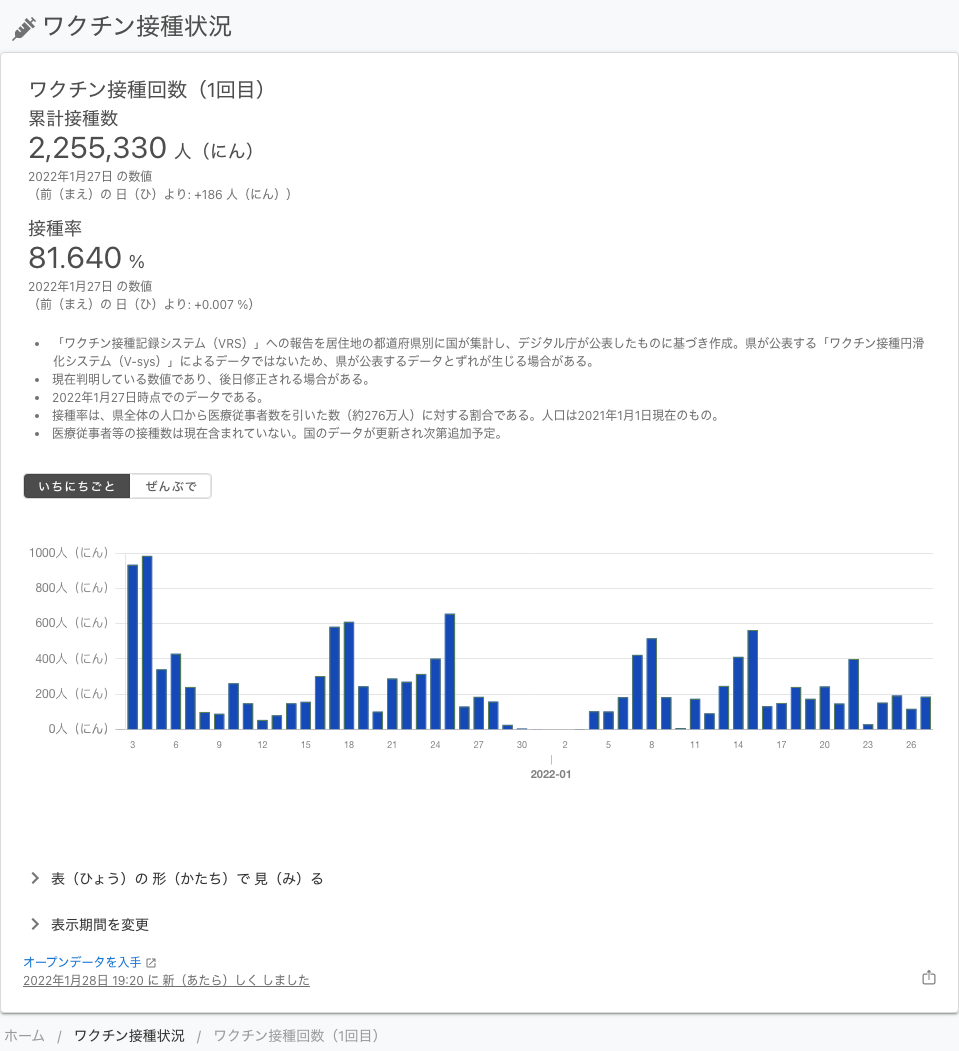 ワクチン接種状況
ワクチン接種回数（1回目）
累計接種数
2,255,330 人（にん）
2022年1月27日 の数値
（前（まえ）の 日（ひ）より: +186 人（にん））
接種率
81.640 %
2022年1月27日 の数値
（前（まえ）の 日（ひ）より: +0.007 %）
• 「ワクチン接種記録システム（VRS）」への報告を居住地の都道府県別に国が集計し、デジタル庁が公表したものに基づき作成。県が公表する「ワクチン接種円滑
化システム（V-sys）」によるデータではないため、県が公表するデータとずれが生じる場合がある。
• 現在判明している数値であり、後日修正される場合がある。
• 2022年1月27日時点でのデータである。
• 接種率は、県全体の人口から医療従事者数を引いた数（約276万人）に対する割合である。人口は2021年1月1日現在のもの。
• 医療従事者等の接種数は現在含まれていない。国のデータが更新され次第追加予定。
いちにちごと ぜんぶで
1000人（にん）
800人（にん）
600人（にん）
400人（にん）
200人（にん）
0人（にん）
3 6 9 12 15 18 21 24 27 30 2 5 8 11 14 17 20 23 26
2022-01
表（ひょう）の 形（かたち）で 見（み）る
表示期間を変更
オープンデータを入手
2022年1月28日 19:20 に 新（あたら）しく しました
ホーム / ワクチン接種状況 / ワクチン接種回数（1回目）